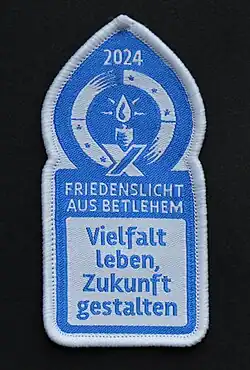 2024
FRIEDENSLICHT
AUS BETLEHEM
Vielfalt
leben,
Zukunft
gestalten